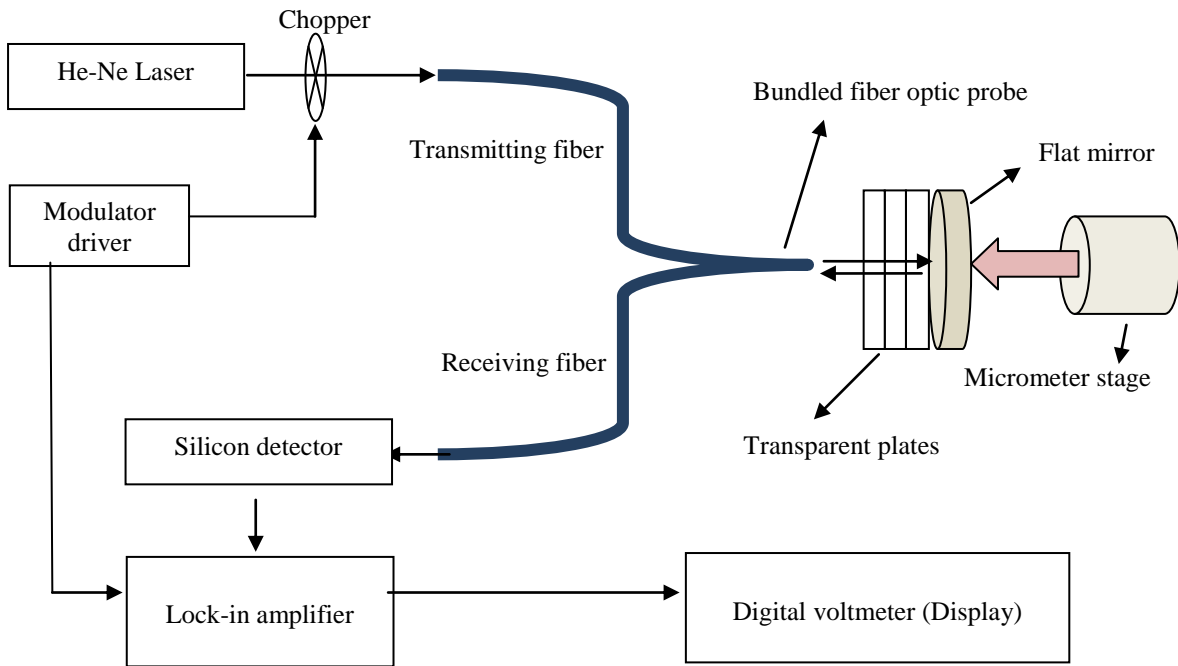 Chopper
He-Ne Laser
Bundled fiber optic probe
Transmitting fiber
Flat mirror
Modulator
driver
Receiving fiber
Micrometer stage
Silicon detector
Transparent plates
Lock-in amplifier
Digital voltmeter (Display)